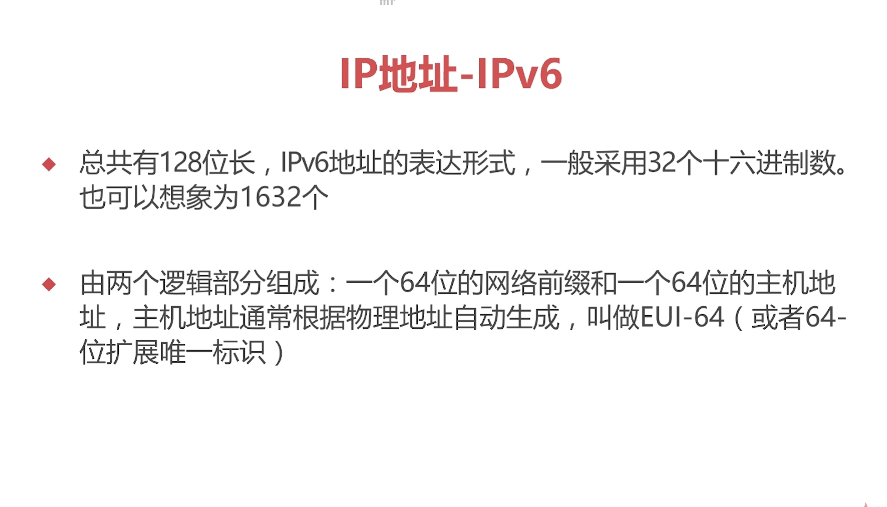 IP地址-IPv6
总共有128位长，IPv6地址的表达形式，一般采用32个十六进制数。
也可以想象为1632个
由两个逻辑部分组成：一个64位的网络前缀和一个64位的主机地
址，主机地址通常根据物理地址自动生成，叫做EUI-64（或者64-
位扩展唯一标识）